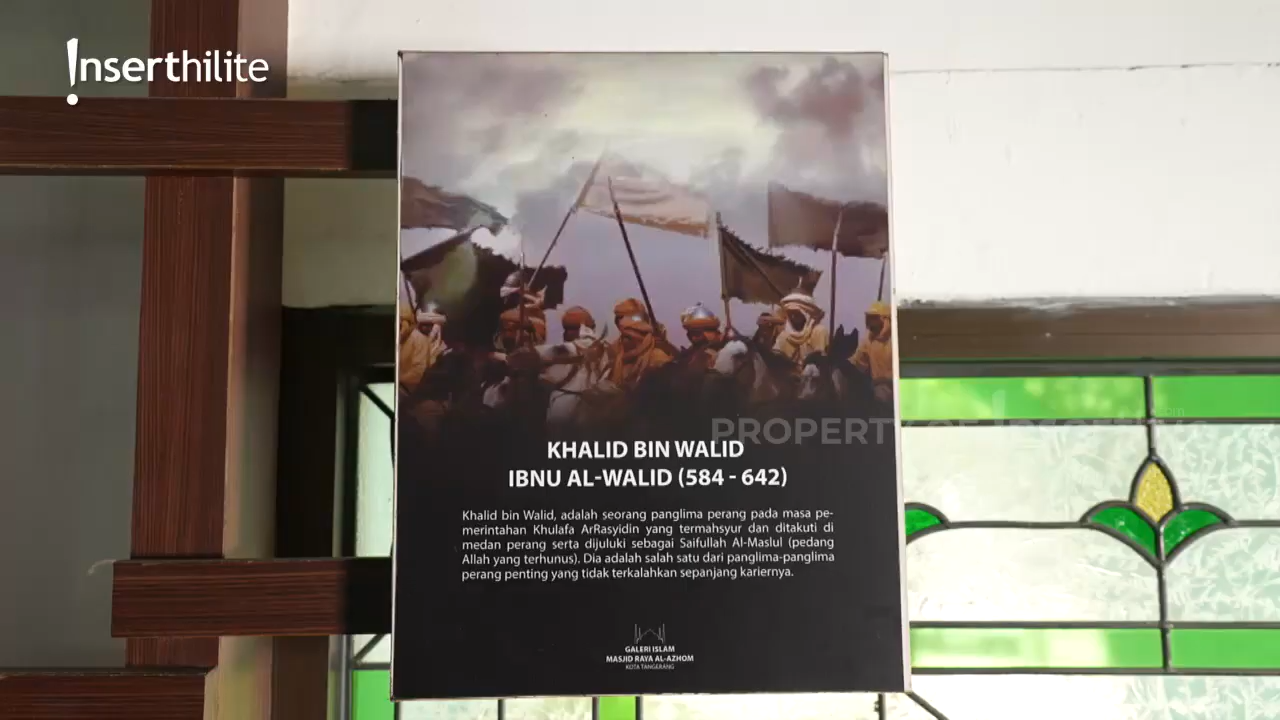 Inserthilite
KHALID BIN WALID
IBNU AL-WALID (584 - 642)
PROPERTY OF
Khalid bin Walid, adalah seorang panglima perang pada masa pe-
merintahan Khulafa ArRasyidin yang termahsyur dan ditakuti di
medan perang serta dijuluki sebagai Saifullah Al-Maslul (pedang
Allah yang terhunus). Dia adalah salah satu dari panglima-panglima
perang penting yang tidak terkalahkan sepanjang kariernya.
GALERI ISLAM
MASJID RAYA AL-AZHOM
KOTA TANGERANG